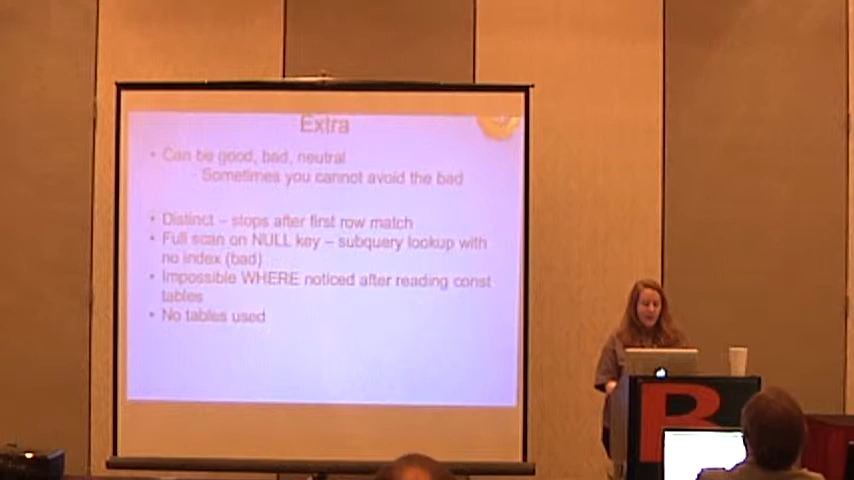 Extra
• Can be good, bad, neutral
- Sometimes you cannot avoid the bad
• Distinct – stops after first row match
• Full scan on NULL key – subquery lookup with
no index (bad)
• Impossible WHERE noticed after reading const
tables
• No tables used
R